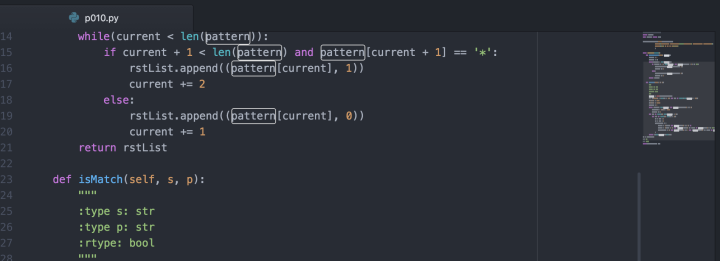 p010.py
14 while(current < len(pattern)):
15 if current + 1 < len(pattern) and pattern[current + 1] == '*':
16 rstList.append((pattern[current], 1))
17 current += 2
18 else:
19 rstList.append((pattern[current], 0))
20 current += 1
21 return rstList
22
23 def isMatch(self, s, p):
24 """
25 :type s: str
26 :type p: str
27 :rtype: bool
28 """